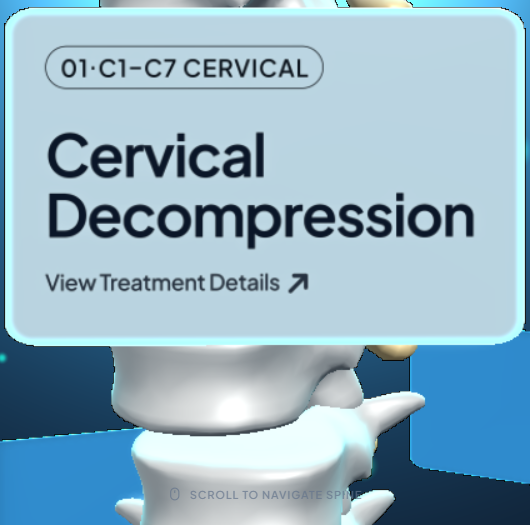 01·C1–C7 CERVICAL
Cervical
Decompression
View Treatment Details ↗
SCROLL TO NAVIGATE SPINE